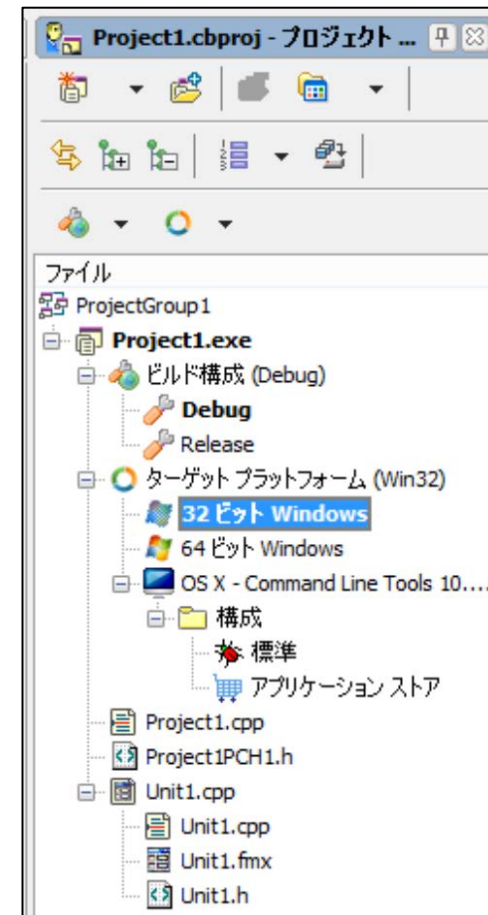 Project1.cbproj - プロジェクト ...
ファイル
ProjectGroup1
Project1.exe
ビルド構成 (Debug)
Debug
Release
ターゲット プラットフォーム (Win32)
32 ビット Windows
64 ビット Windows
OS X - Command Line Tools 10....
構成
標準
アプリケーション ストア
Project1.cpp
Project1PCH1.h
Unit1.cpp
Unit1.cpp
Unit1.fmx
Unit1.h